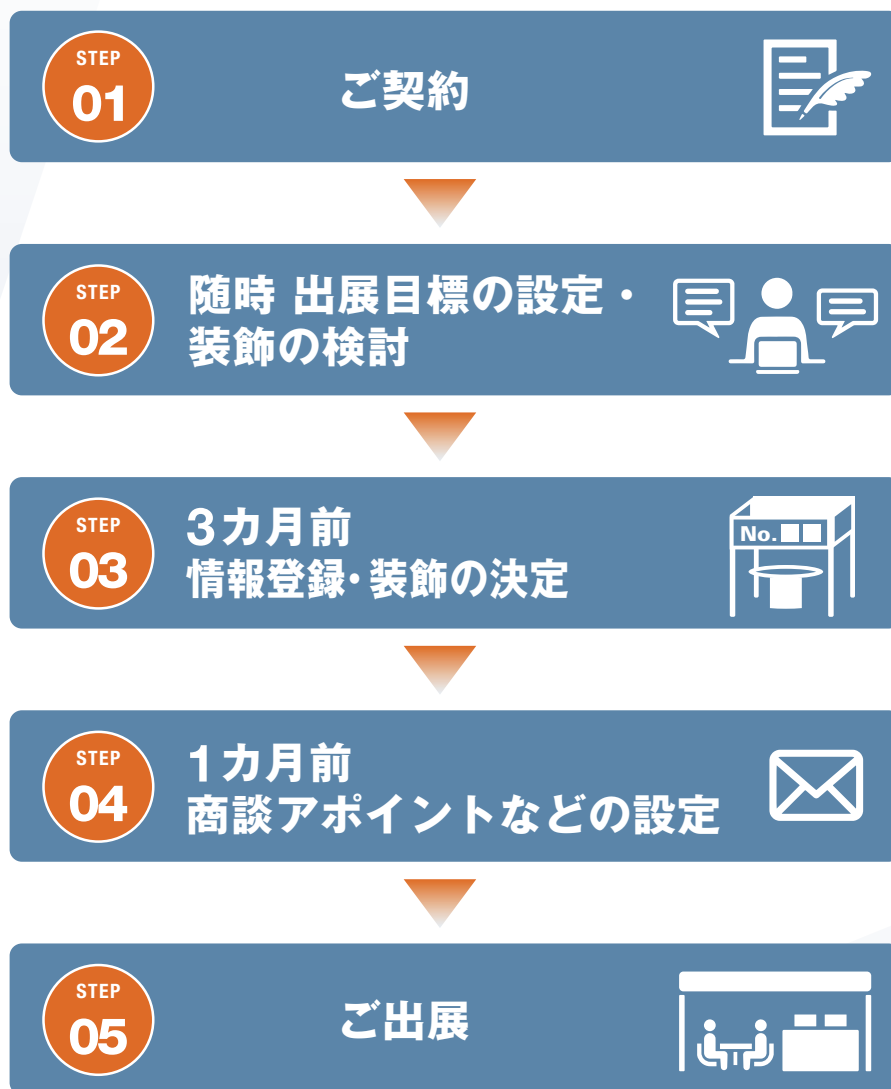 STEP
01
ご契約
STEP
02
随時 出展目標の設定・
装飾の検討
STEP
03
3カ月前
情報登録・装飾の決定
No.
STEP
04
1カ月前
商談アポイントなどの設定
STEP
05
ご出展